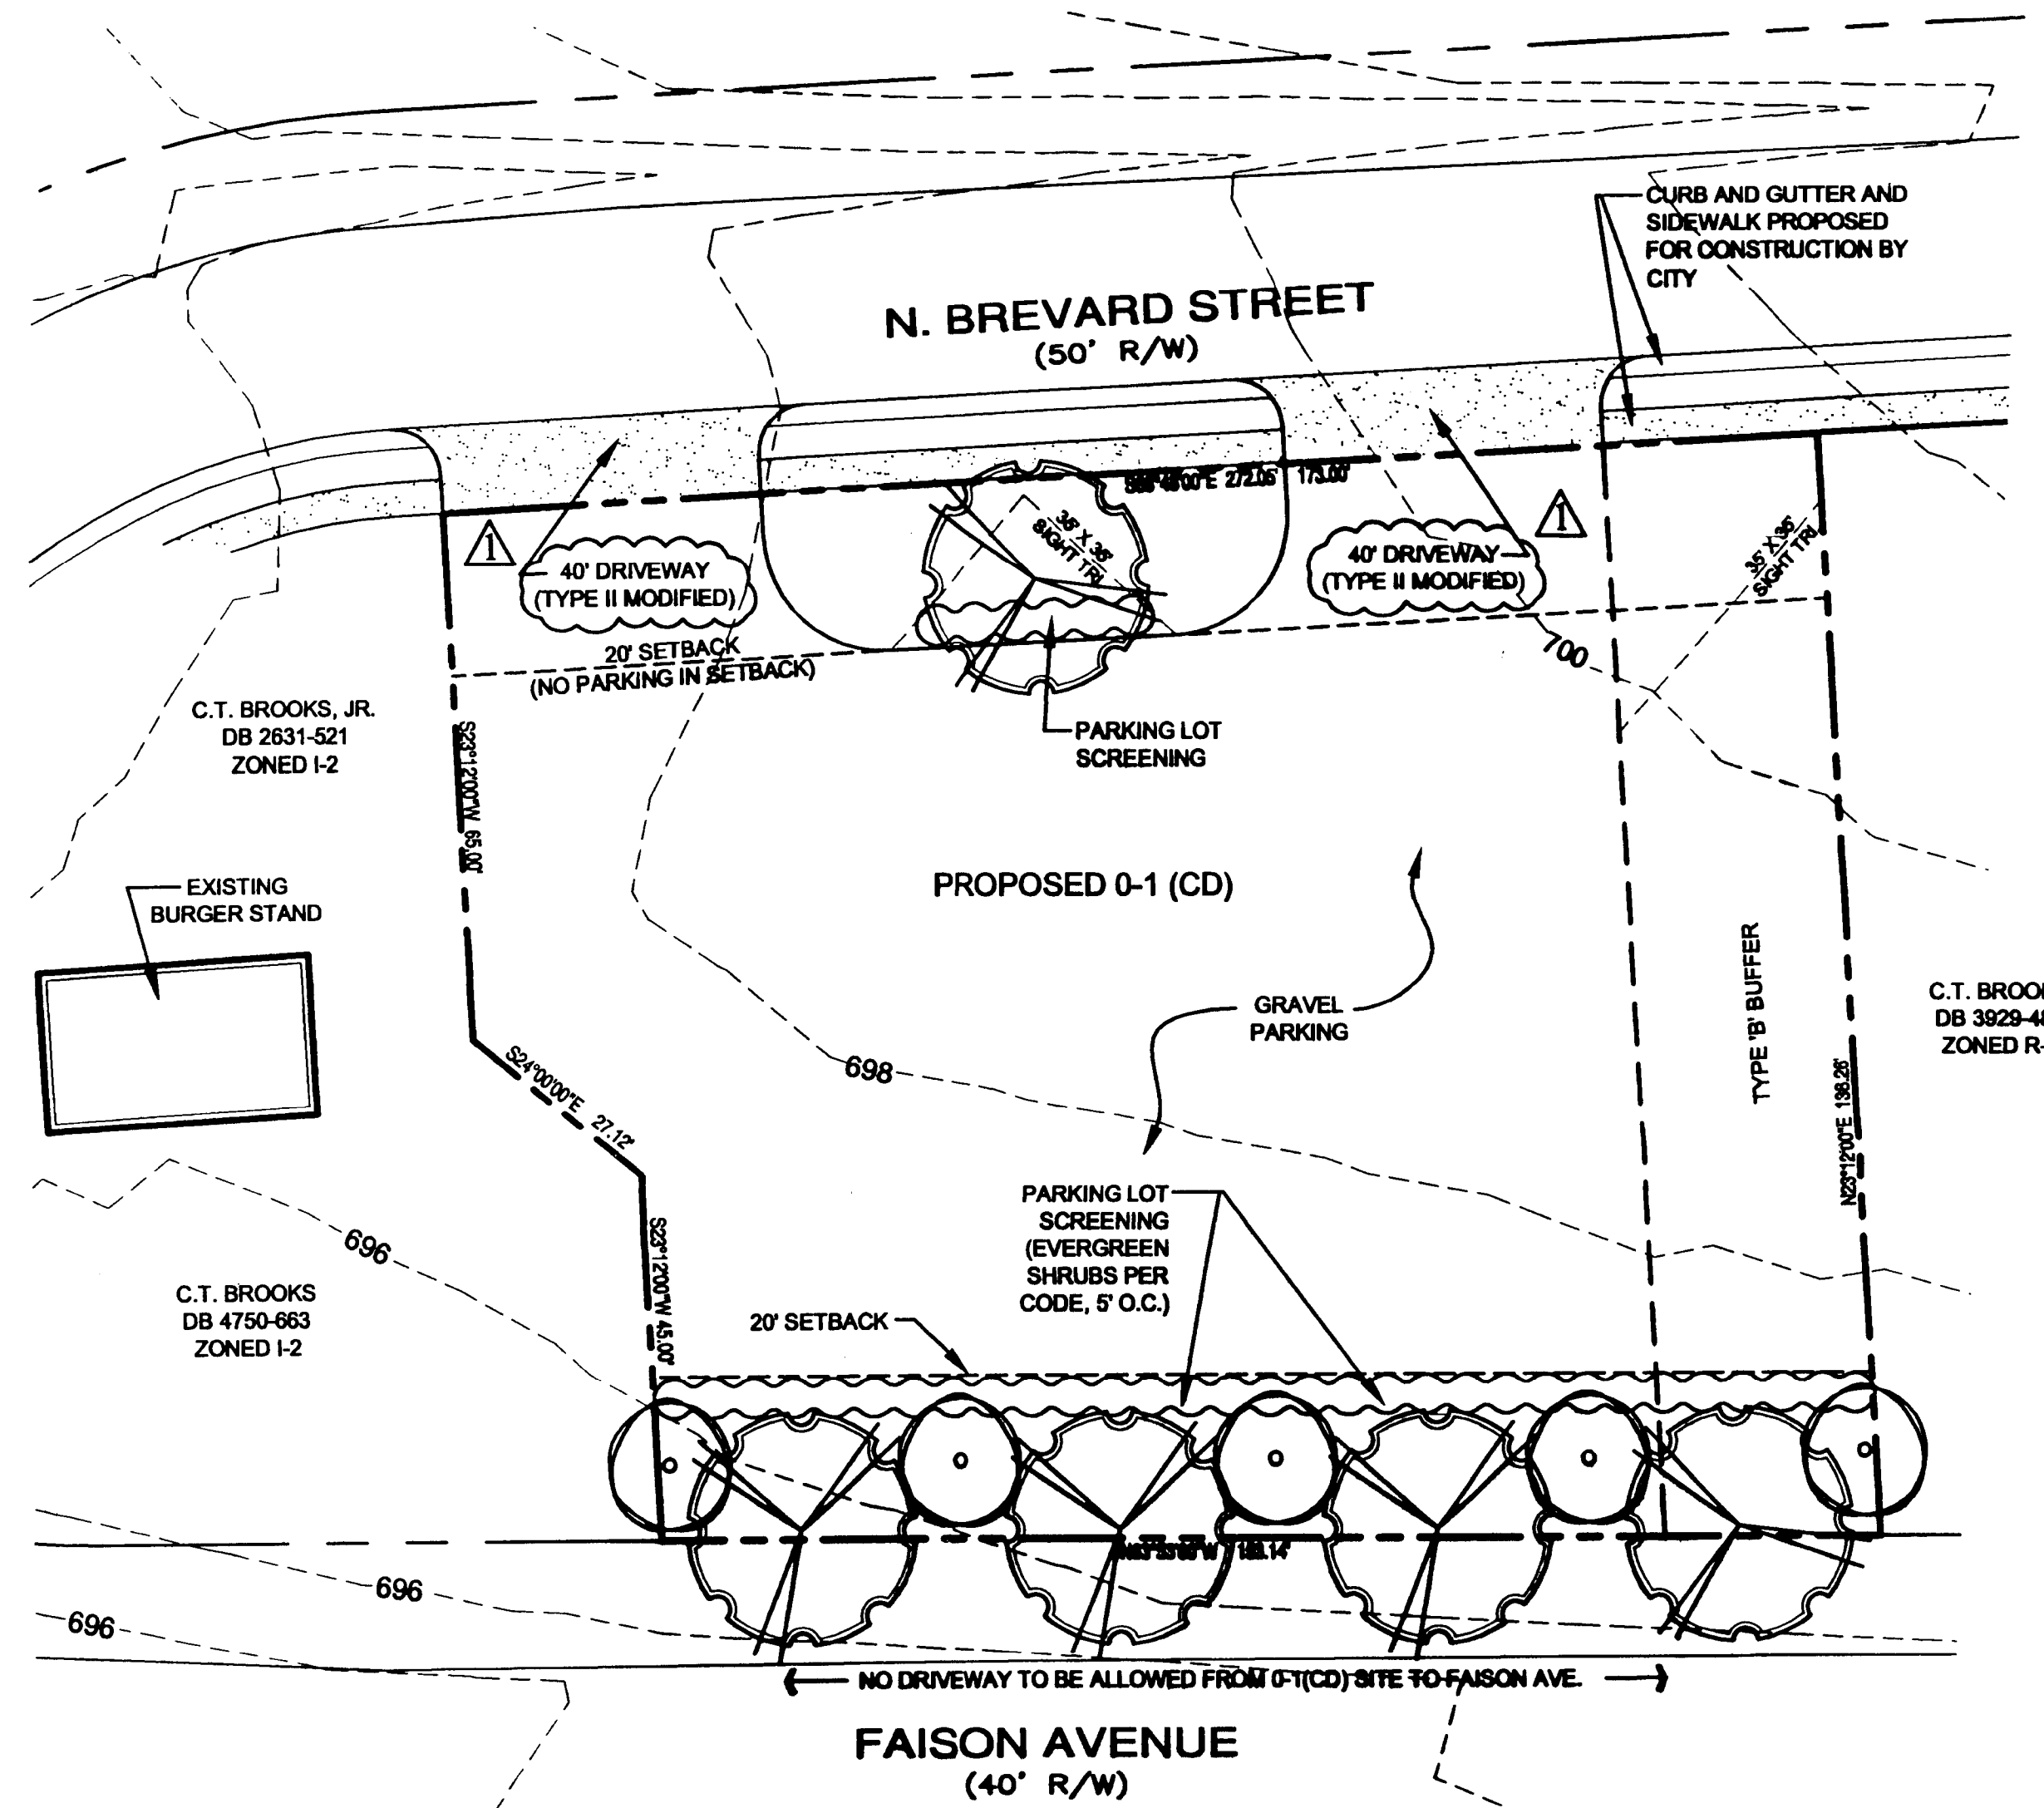 CURB AND GUTTER AND
SIDEWALK PROPOSED
FOR CONSTRUCTION BY
CITY
N. BREVARD STREET
(50' R/W)
272.05' 173.00'
1
40' DRIVEWAY
(TYPE II MODIFIED)
35' X 35'
SIGHT TRI.
1
40' DRIVEWAY
(TYPE II MODIFIED)
35' X 35'
SIGHT TRI.
20' SETBACK
(NO PARKING IN SETBACK)
700
C.T. BROOKS, JR.
DB 2631-521
ZONED I-2
PARKING LOT
SCREENING
S23°12'00"W 65.00'
EXISTING
BURGER STAND
PROPOSED 0-1 (CD)
GRAVEL
PARKING
TYPE 'B' BUFFER
C.T.
DB
ZONED
698
S24°00'00"E 27.12'
N23°12'00"E
PARKING LOT
SCREENING
(EVERGREEN
SHRUBS PER
CODE, 5' O.C.)
696
S23°12'00"W 45.00'
C.T. BROOKS
DB 4750-663
ZONED I-2
20' SETBACK
696
696
NO DRIVEWAY TO BE ALLOWED FROM 0-1(CD) SITE TO FAISON AVE.
FAISON AVENUE
(40' R/W)